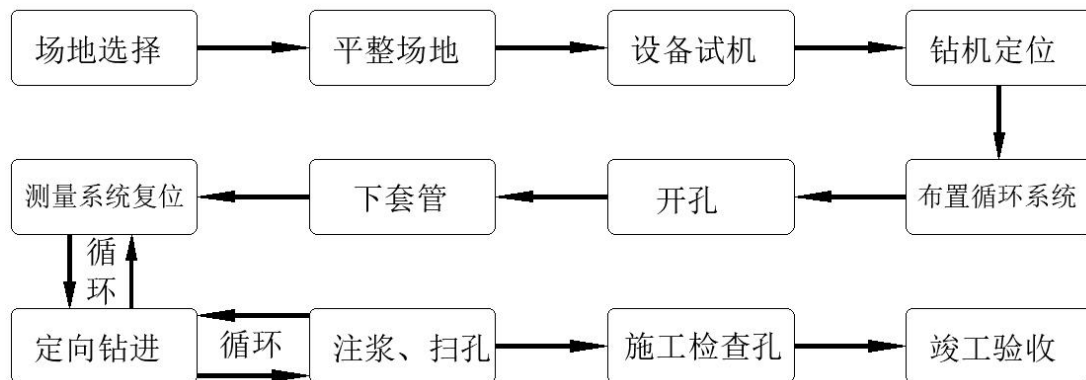 场地选择
平整场地
设备试机
钻机定位
测量系统复位
下套管
开孔
布置循环系统
循
环
定向钻进
循环
注浆、扫孔
施工检查孔
竣工验收